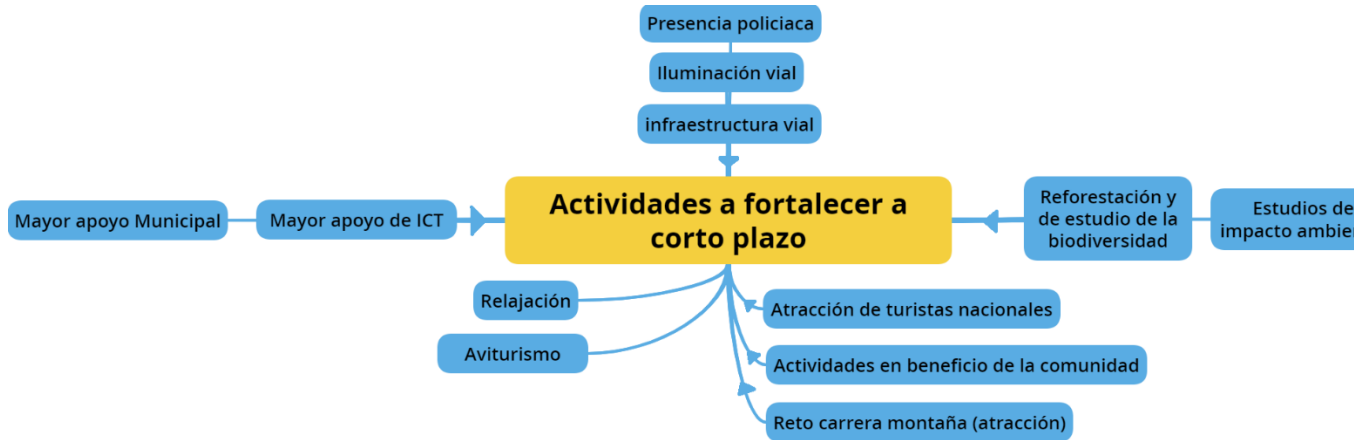 Presencia policiaca
Iluminación vial
infraestructura vial
Mayor apoyo Municipal
Mayor apoyo de ICT
Actividades a fortalecer a
corto plazo
Reforestación y
de estudio de la
biodiversidad
Estudios de
impacto
Relajación
Aviturismo
Atracción de turistas nacionales
Actividades en beneficio de la comunidad
Reto carrera montaña (atracción)